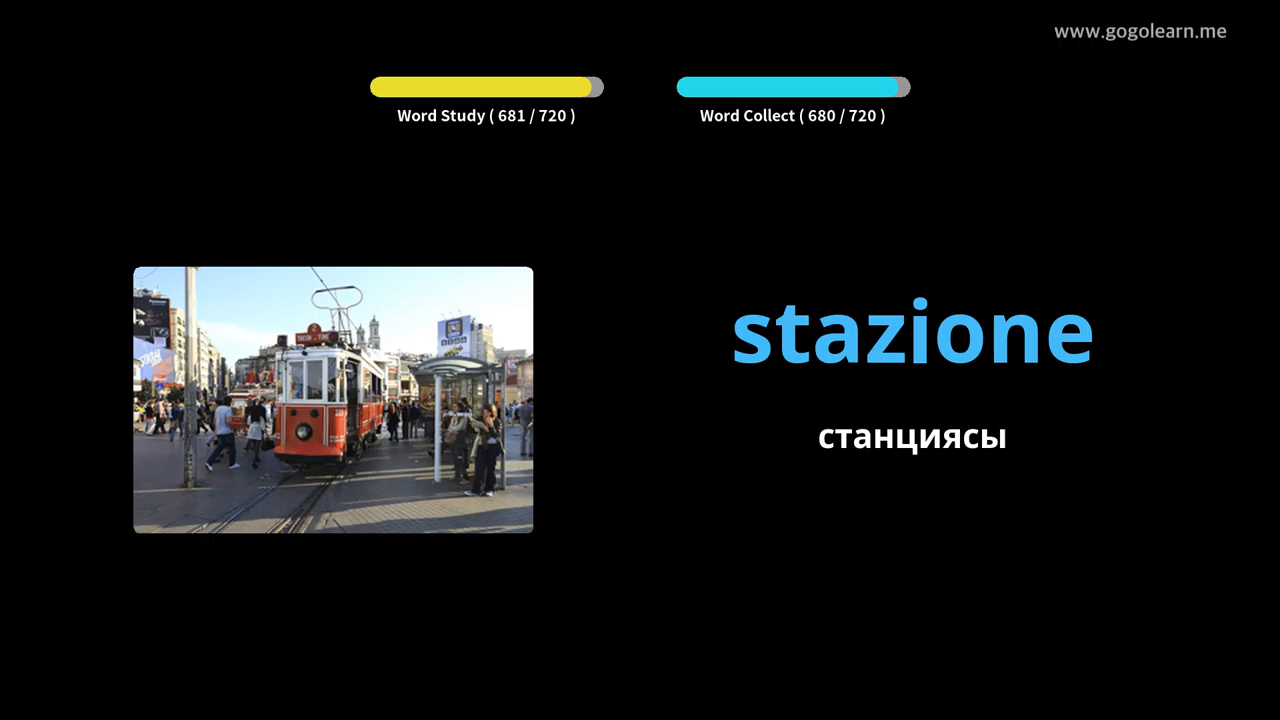 www.gogolearn.me
Word Study ( 681 / 720 )
Word Collect ( 680 / 720 )
stazione
станциясы